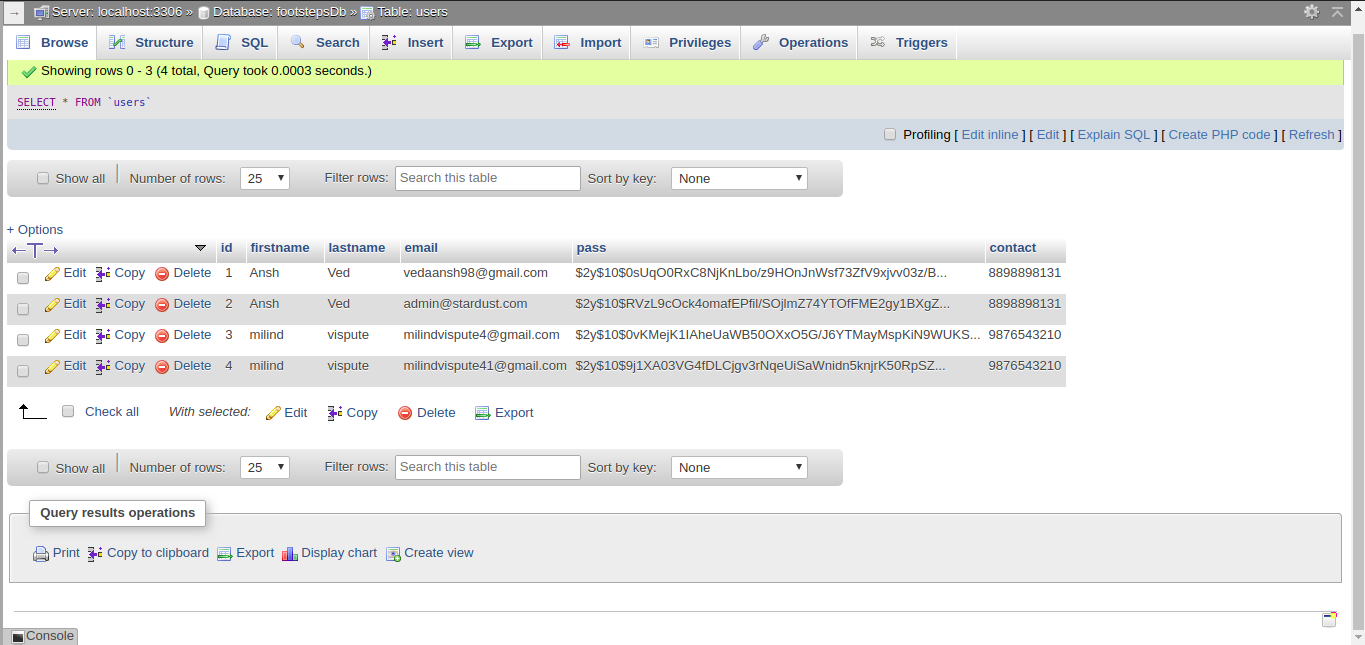 Server: localhost:3306 » Database: footstepsDb » Table: users
Browse Structure SQL Search Insert Export Import Privileges Operations Triggers
Showing rows 0 - 3 (4 total, Query took 0.0003 seconds.)
SELECT * FROM `users`
Profiling [ Edit inline ] [ Edit ] [ Explain SQL ] [ Create PHP code ] [ Refresh ]
Show all Number of rows: 25 Filter rows: Search this table Sort by key: None
+ Options
id firstname lastname email pass contact
Edit Copy Delete 1 Ansh Ved vedaansh98@gmail.com $2y$10$0sUqO0RxC8NjKnLbo/z9HOnJnWsf73ZfV9xjvv03z/B... 8898898131
Edit Copy Delete 2 Ansh Ved admin@stardust.com $2y$10$RVzL9cOck4omafEPfil/SOjlmZ74YTOfFME2gy1BXgZ... 8898898131
Edit Copy Delete 3 milind vispute milindvispute4@gmail.com $2y$10$0vKMejK1IAheUaWB50OXxO5G/J6YTMayMspKiN9WUKS... 9876543210
Edit Copy Delete 4 milind vispute milindvispute41@gmail.com $2y$10$9j1XA03VG4fDLCjgv3rNqeUiSaWnidn5knjrK50RpSZ... 9876543210
Check all With selected: Edit Copy Delete Export
Show all Number of rows: 25 Filter rows: Search this table Sort by key: None
Query results operations
Print Copy to clipboard Export Display chart Create view
Console